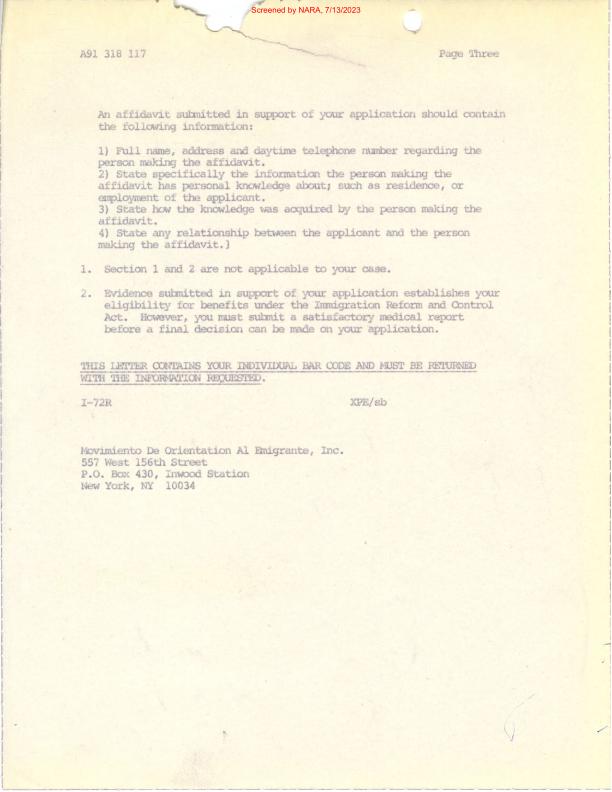 Screened by NARA, 7/13/2023
A91 318 117 Page Three
An affidavit submitted in support of your application should contain
the following information:
1) Full name, address and daytime telephone number regarding the
person making the affidavit.
2) State specifically the information the person making the
affidavit has personal knowledge about; such as residence, or
employment of the applicant.
3) State how the knowledge was acquired by the person making the
affidavit.
4) State any relationship between the applicant and the person
making the affidavit.]
1. Section 1 and 2 are not applicable to your case.
2. Evidence submitted in support of your application establishes your
eligibility for benefits under the Immigration Reform and Control
Act. However, you must submit a satisfactory medical report
before a final decision can be made on your application.
THIS LETTER CONTAINS YOUR INDIVIDUAL BAR CODE AND MUST BE RETURNED
WITH THE INFORMATION REQUESTED.
I-72R XPE/sb
Movimiento De Orientation Al Emigrante, Inc.
557 West 156th Street
P.O. Box 430, Inwood Station
New York, NY 10034